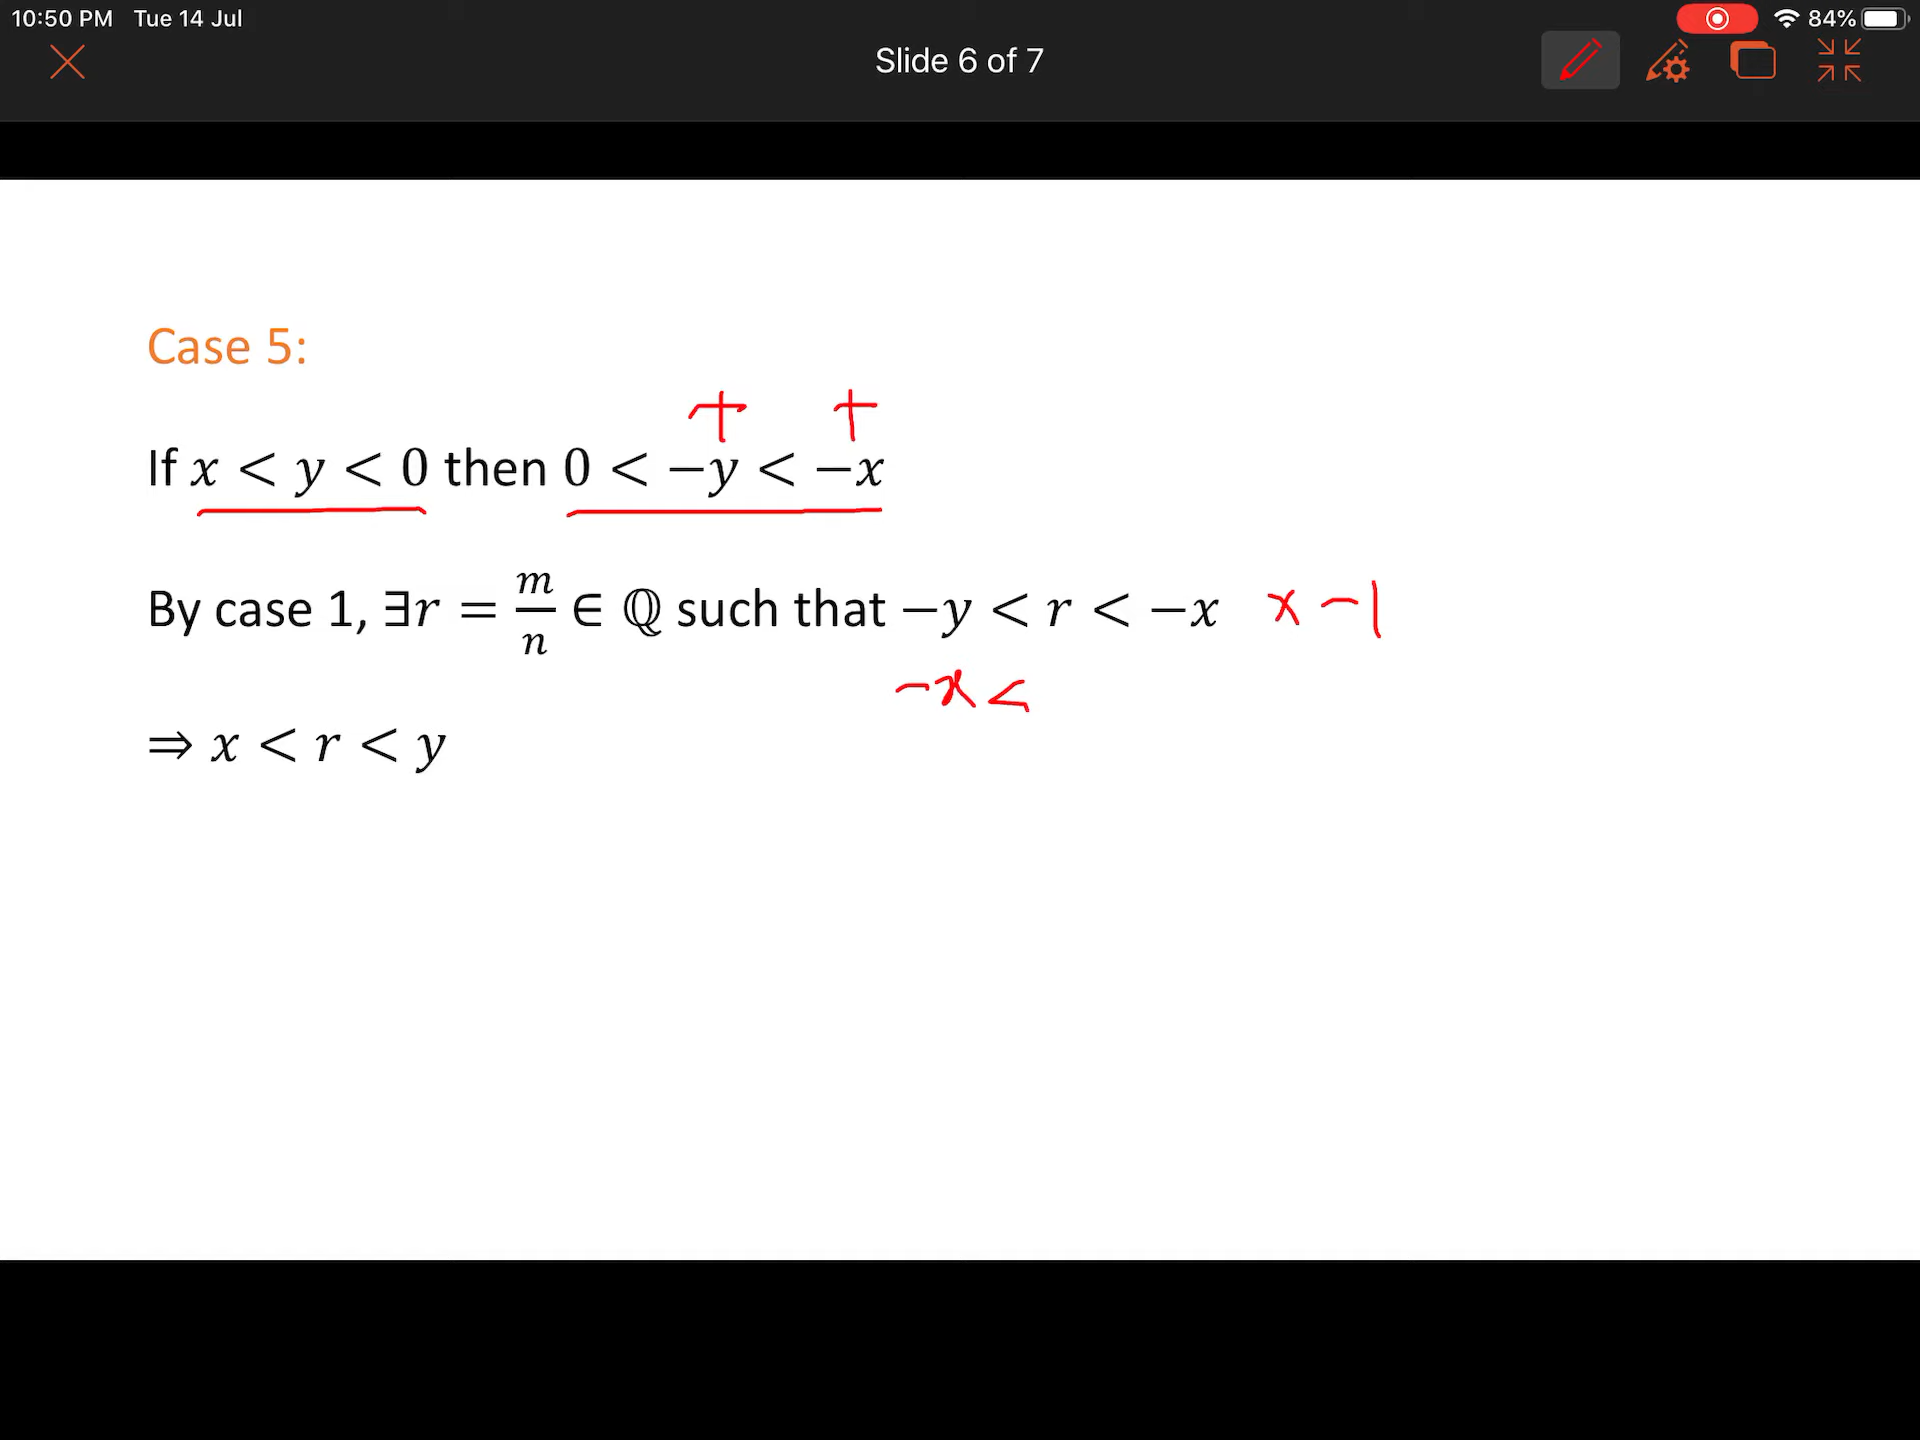 10:50 PM Tue 14 Jul
84%
Slide 6 of 7
Case 5:
+ +
If x < y < 0 then 0 < −y < −x
By case 1, ∃r = m/n ∈ ℚ such that −y < r < −x x −1
−x <
⇒ x < r < y